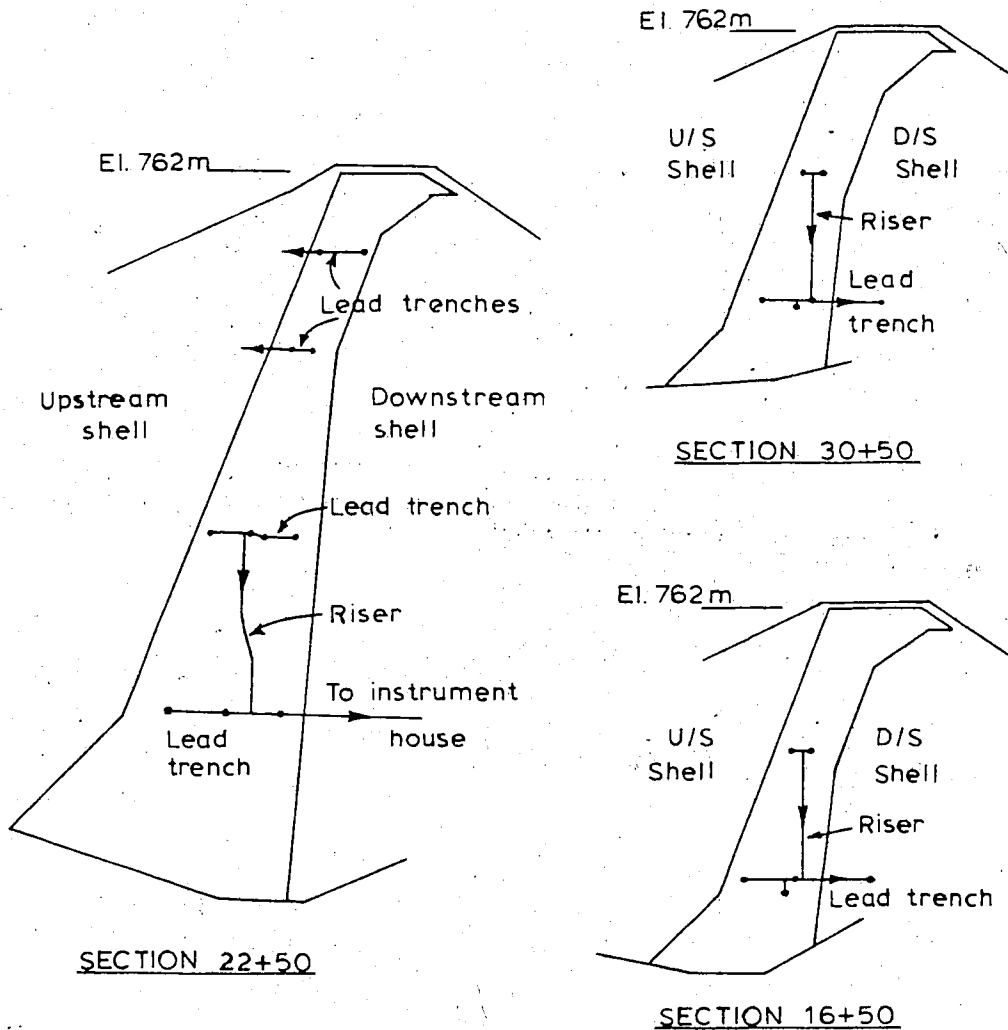 El. 762m
Lead trenches
Upstream
shell
Downstream
shell
Lead trench
Riser
To instrument
house
Lead
trench
SECTION 22+50
El. 762m
U/S
Shell
D/S
Shell
Riser
Lead
trench
SECTION 30+50
El. 762m
U/S
Shell
D/S
Shell
Riser
Lead trench
SECTION 16+50